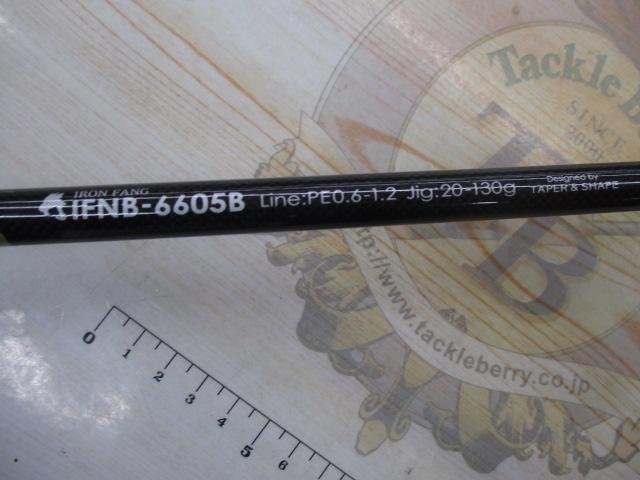 Tackle B
SINCE
2000
IRON FANG
IFNB-6605B Line:PE0.6-1.2 Jig:20-130g
Designed by
TAPER & SHAPE
T
B
http://www.tackleberry.co.jp
0 1 2 3 4 5 6